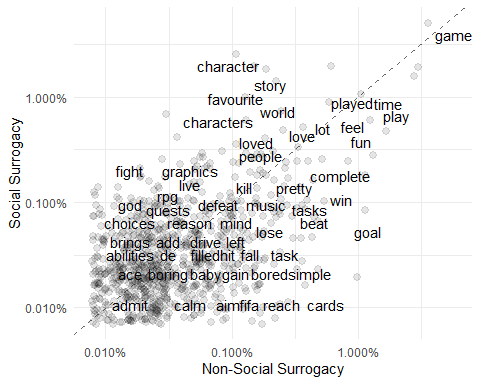 game
character
story
1.000%
favourite
played time
world
play
characters
lot
feel
love
fun
loved
people
fight
graphics
complete
live
kill
pretty
0.100%
rpg
win
god
quests
defeat
music
tasks
choices
reason
mind
beat
lose
goal
brings
add
drive
left
abilities
de
filled
hit
fall
task
ace
boring
baby
gain
bored
simple
0.010%
admit
calm
aim
fifa
reach
cards
0.010%
0.100%
1.000%
Non-Social Surrogacy
Social Surrogacy